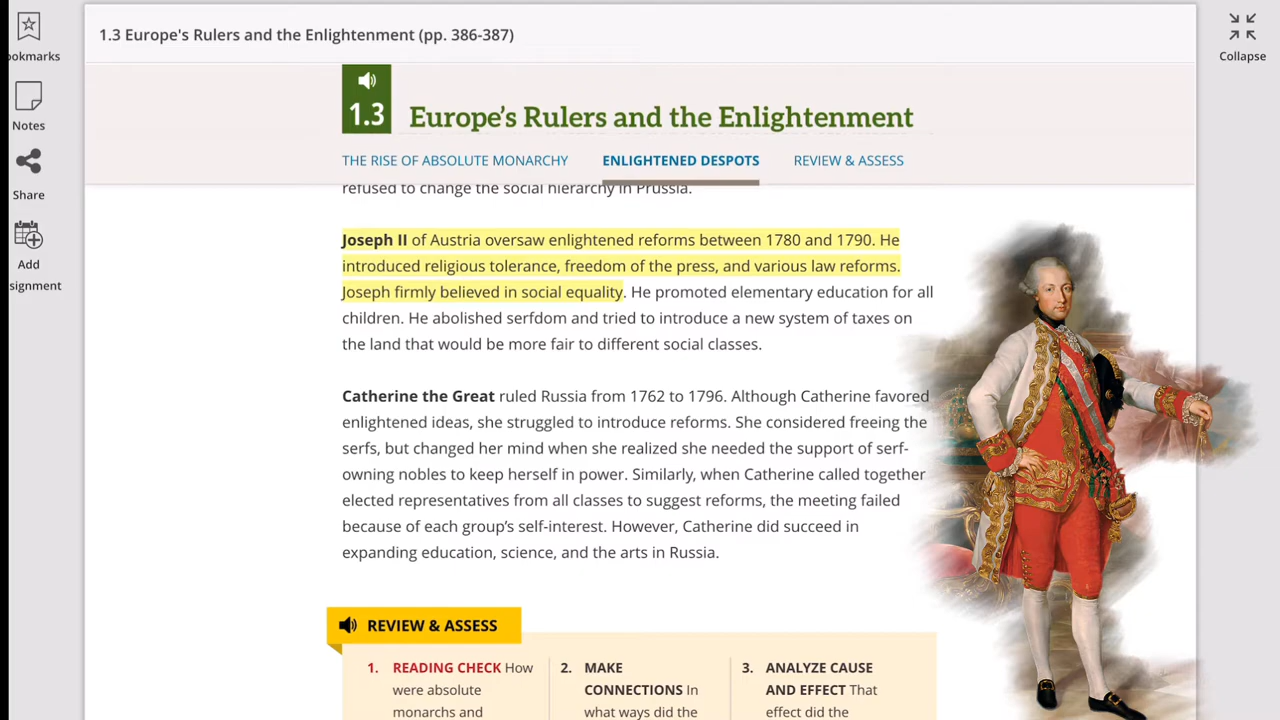 ookmarks
Notes
Share
Add
signment
1.3 Europe's Rulers and the Enlightenment (pp. 386-387)
Collapse
1.3
Europe's Rulers and the Enlightenment
THE RISE OF ABSOLUTE MONARCHY ENLIGHTENED DESPOTS REVIEW & ASSESS
refused to change the social hierarchy in Prussia.
Joseph II of Austria oversaw enlightened reforms between 1780 and 1790. He
introduced religious tolerance, freedom of the press, and various law reforms.
Joseph firmly believed in social equality. He promoted elementary education for all
children. He abolished serfdom and tried to introduce a new system of taxes on
the land that would be more fair to different social classes.
Catherine the Great ruled Russia from 1762 to 1796. Although Catherine favored
enlightened ideas, she struggled to introduce reforms. She considered freeing the
serfs, but changed her mind when she realized she needed the support of serf-
owning nobles to keep herself in power. Similarly, when Catherine called together
elected representatives from all classes to suggest reforms, the meeting failed
because of each group's self-interest. However, Catherine did succeed in
expanding education, science, and the arts in Russia.
REVIEW & ASSESS
1. READING CHECK How
were absolute
monarchs and
2. MAKE
CONNECTIONS In
what ways did the
3. ANALYZE CAUSE
AND EFFECT That
effect did the